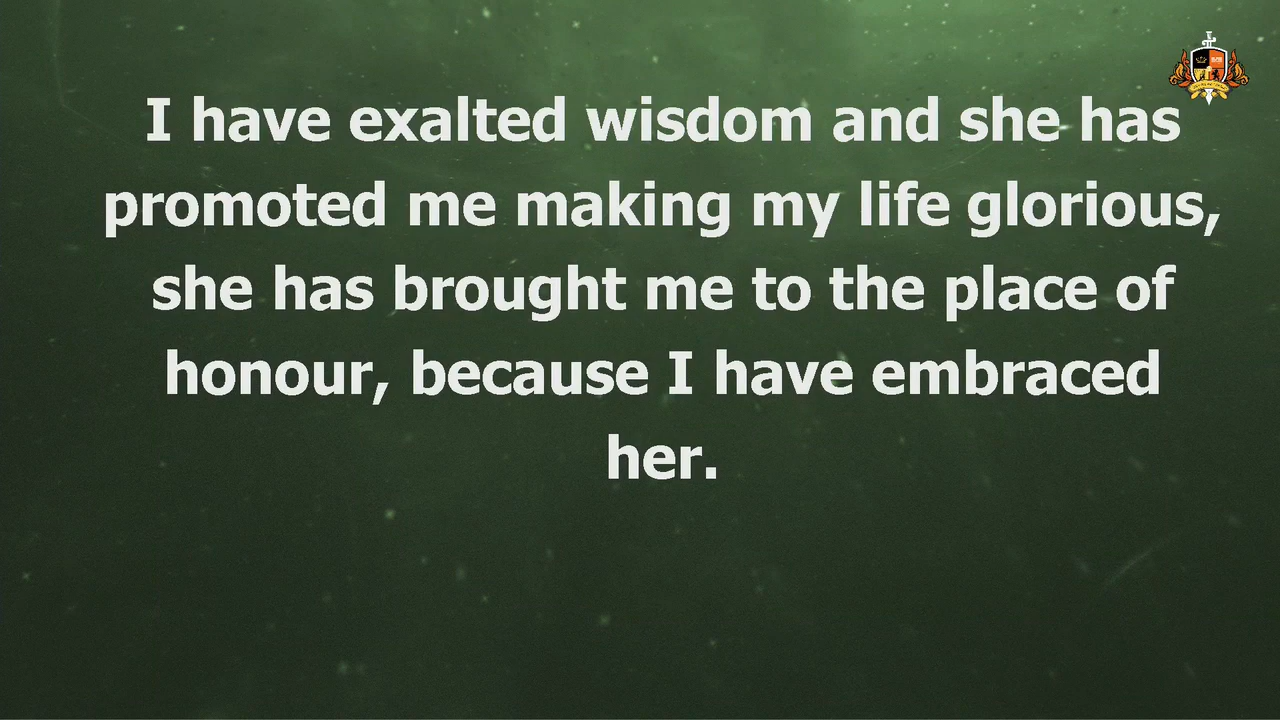 I have exalted wisdom and she has
promoted me making my life glorious,
she has brought me to the place of
honour, because I have embraced
her.